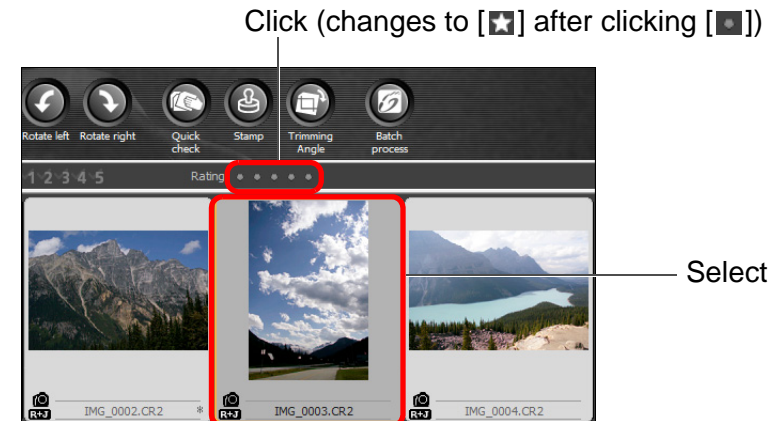 Click (changes to [★] after clicking [•])
Rotate left Rotate right Quick check Stamp Trimming Angle Batch process
1 2 3 4 5 Rating
Select
R+J IMG_0002.CR2 * R+J IMG_0003.CR2 R+J IMG_0004.CR2